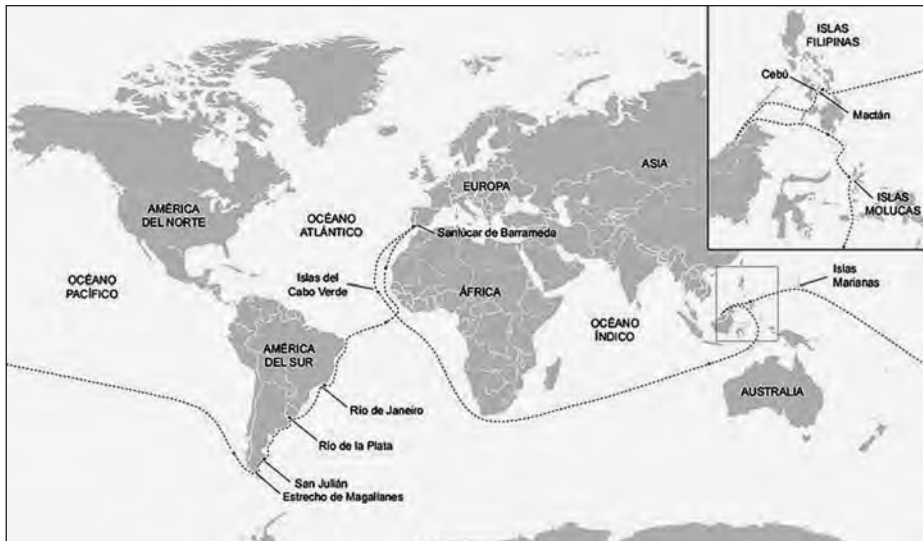 ISLAS
FILIPINAS
Cebú
Mactán
ISLAS
MOLUCAS
ASIA
EUROPA
AMÉRICA
DEL NORTE
OCÉANO
ATLÁNTICO
Sanlúcar de Barrameda
OCÉANO
PACÍFICO
Islas del
Cabo Verde
ÁFRICA
Islas
Marianas
OCÉANO
ÍNDICO
AMÉRICA
DEL SUR
AUSTRALIA
Río de Janeiro
Río de la Plata
San Julián
Estrecho de Magallanes